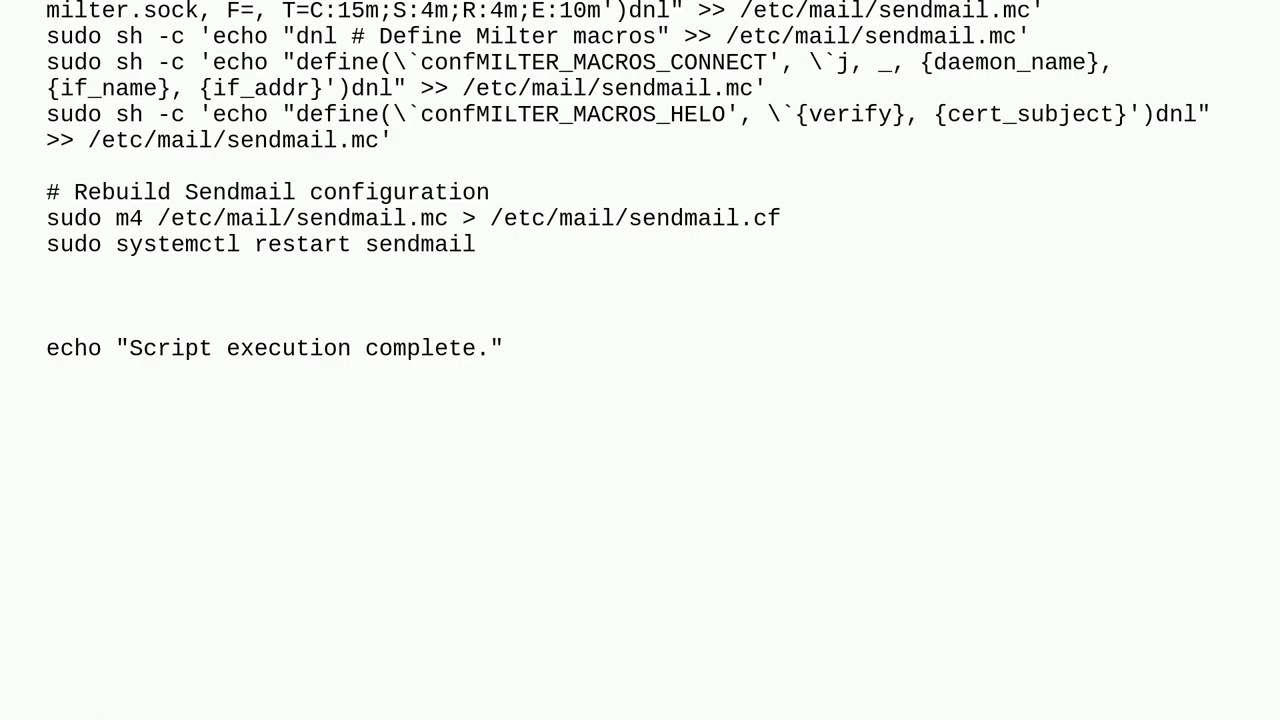 milter.sock, F=, T=C:15m;S:4m;R:4m;E:10m')dnl" >> /etc/mail/sendmail.mc'
sudo sh -c 'echo "dnl # Define Milter macros" >> /etc/mail/sendmail.mc'
sudo sh -c 'echo "define(\`confMILTER_MACROS_CONNECT', \`j, _, {daemon_name},
{if_name}, {if_addr}')dnl" >> /etc/mail/sendmail.mc'
sudo sh -c 'echo "define(\`confMILTER_MACROS_HELO', \`{verify}, {cert_subject}')dnl"
>> /etc/mail/sendmail.mc'
# Rebuild Sendmail configuration
sudo m4 /etc/mail/sendmail.mc > /etc/mail/sendmail.cf
sudo systemctl restart sendmail
echo "Script execution complete."